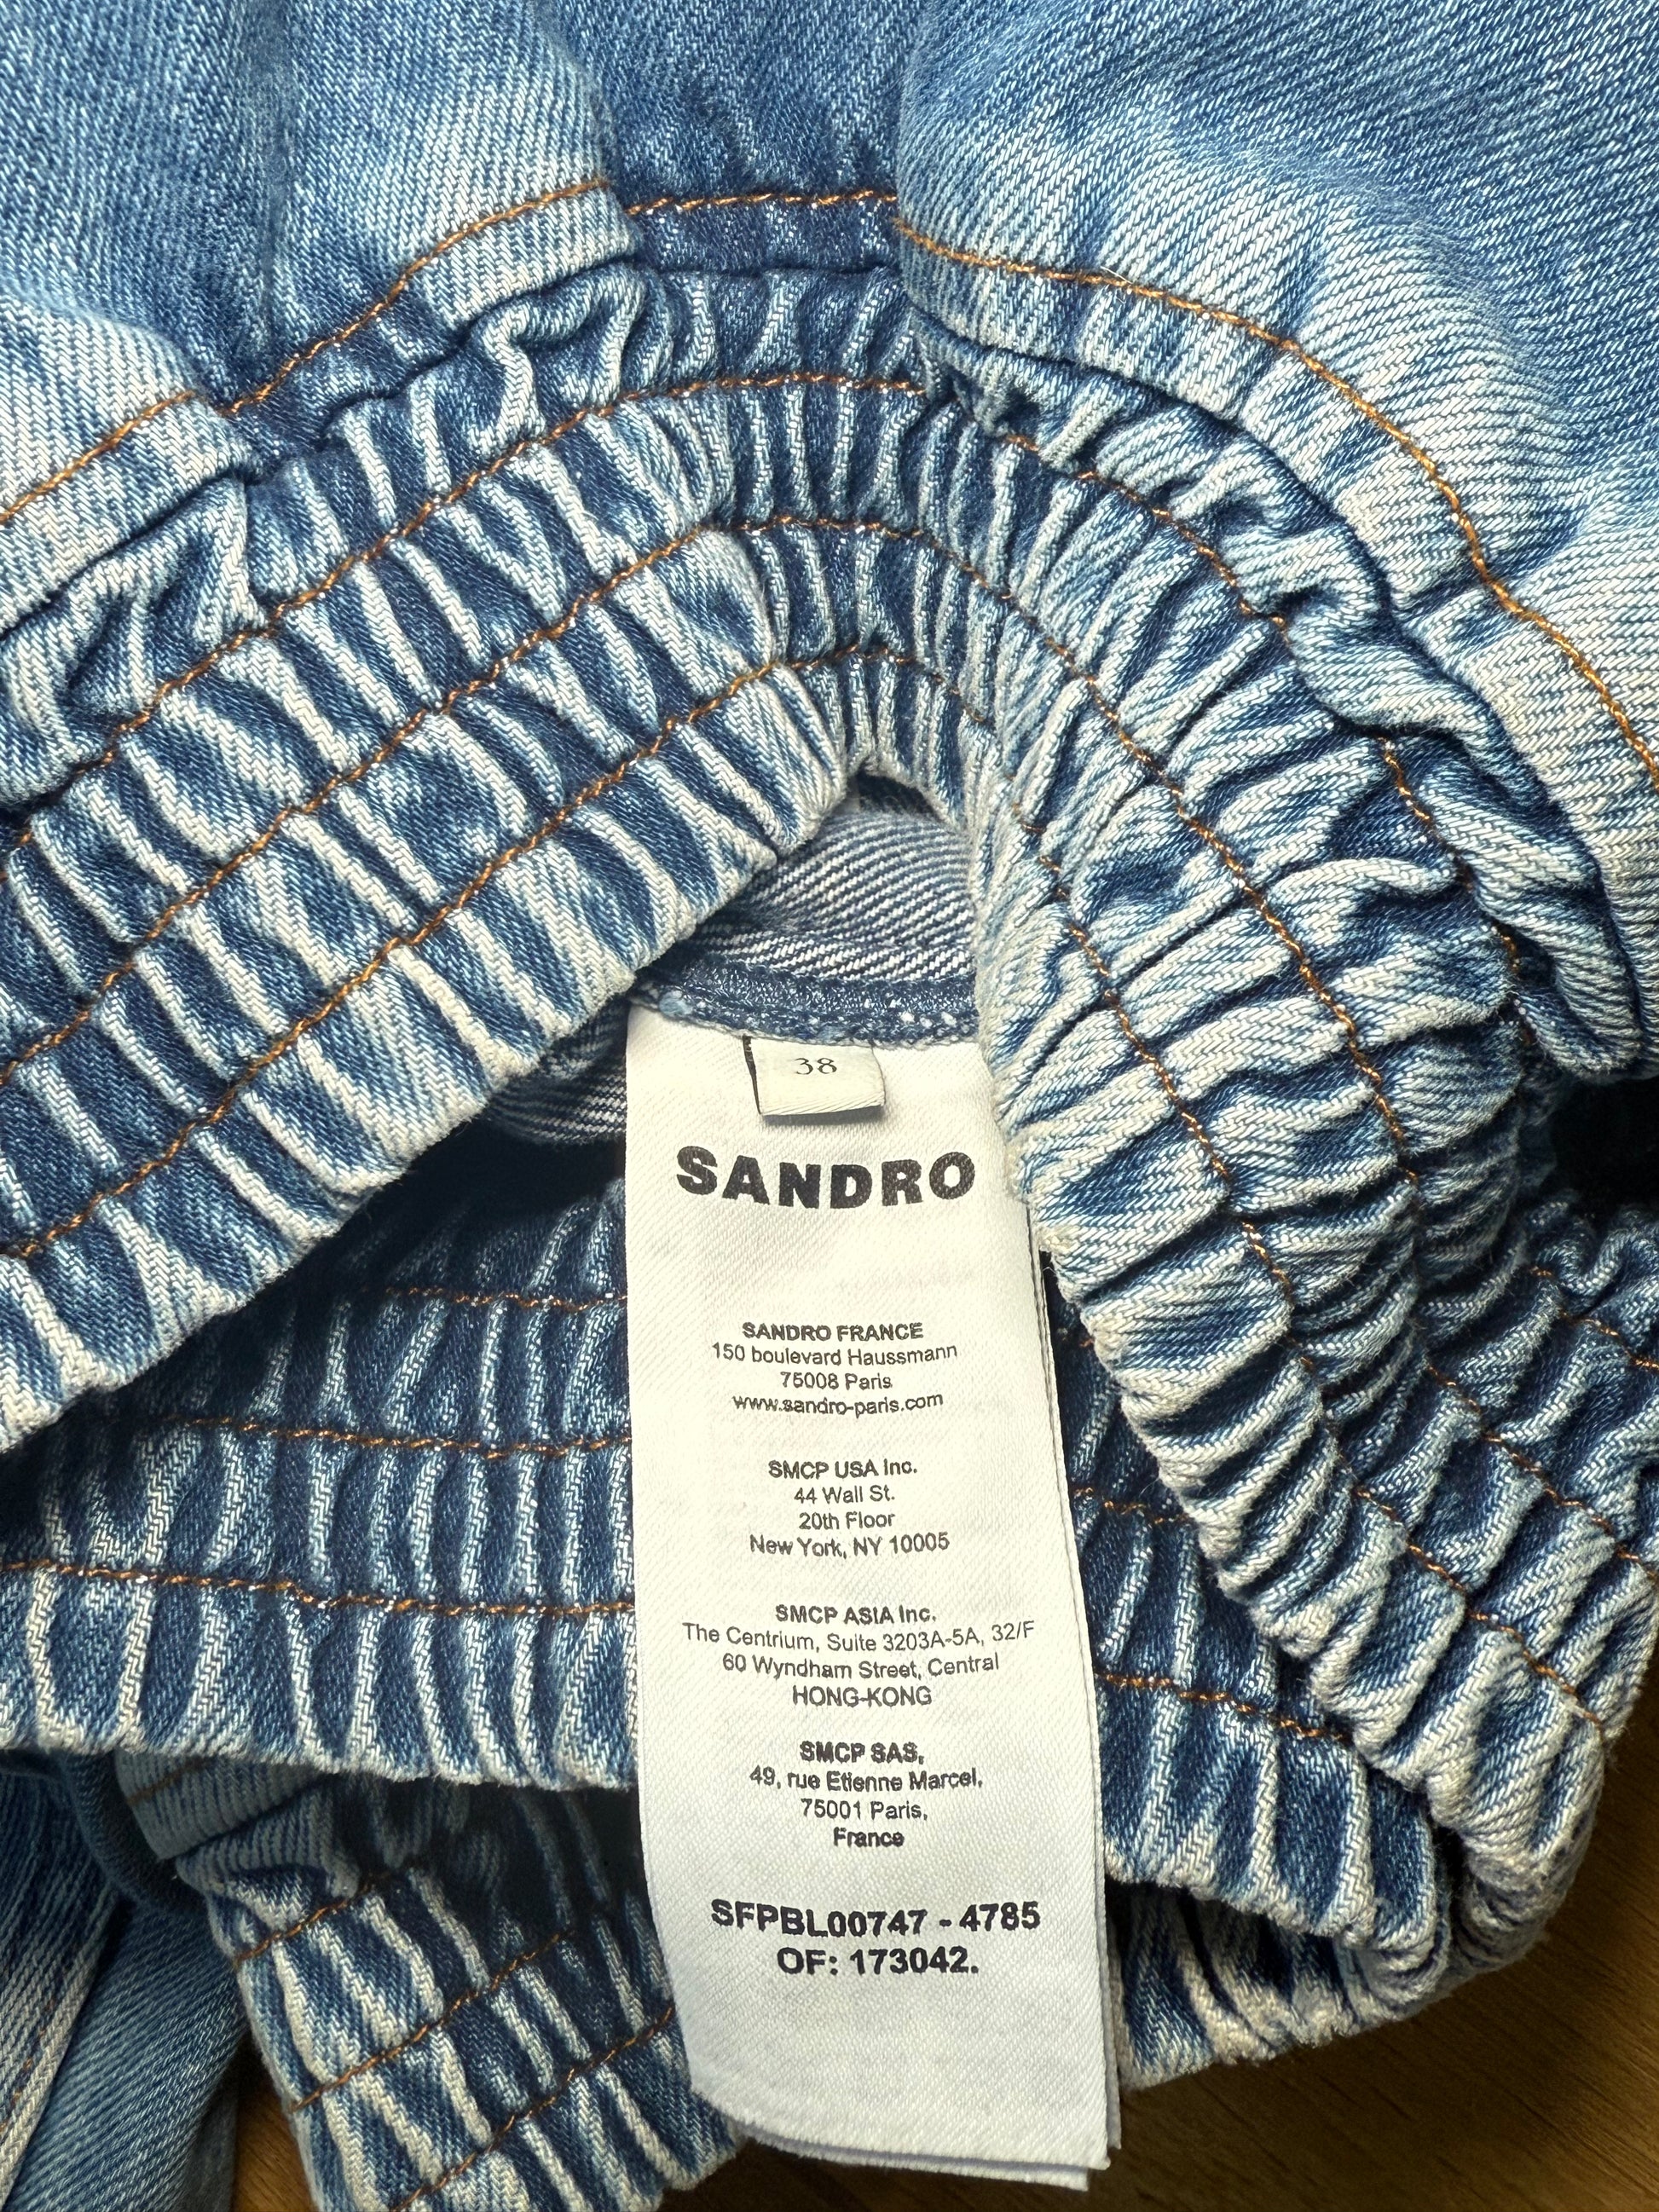 38
SANDRO
SANDRO FRANCE
150 boulevard Haussmann
75008 Paris
www.sandro-paris.com
SMCP USA Inc.
44 Wall St.
20th Floor
New York, NY 10005
SMCP ASIA Inc.
The Centrium, Suite 3203A-5A, 32/F
60 Wyndham Street, Central
HONG-KONG
SMCP SAS,
49, rue Etienne Marcel,
75001 Paris,
France
SFPBL00747 - 4785
OF: 173042.